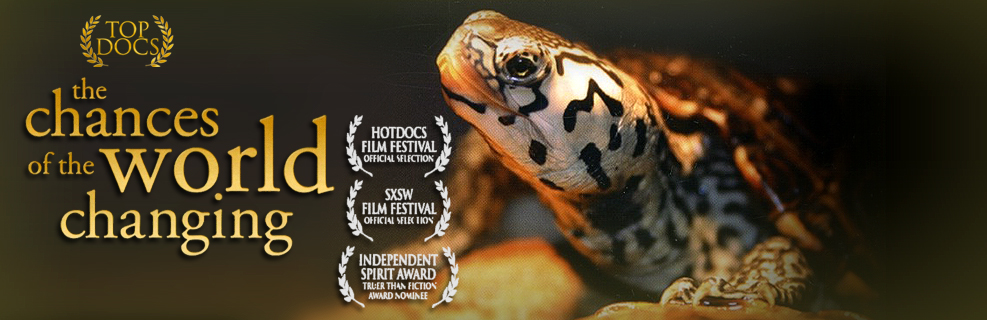 TOP
DOCS
the
chances
of the world
changing
HOTDOCS
FILM FESTIVAL
OFFICIAL SELECTION
SXSW
FILM FESTIVAL
OFFICIAL SELECTION
INDEPENDENT
SPIRIT AWARD
TRUER THAN FICTION
AWARD NOMINEE